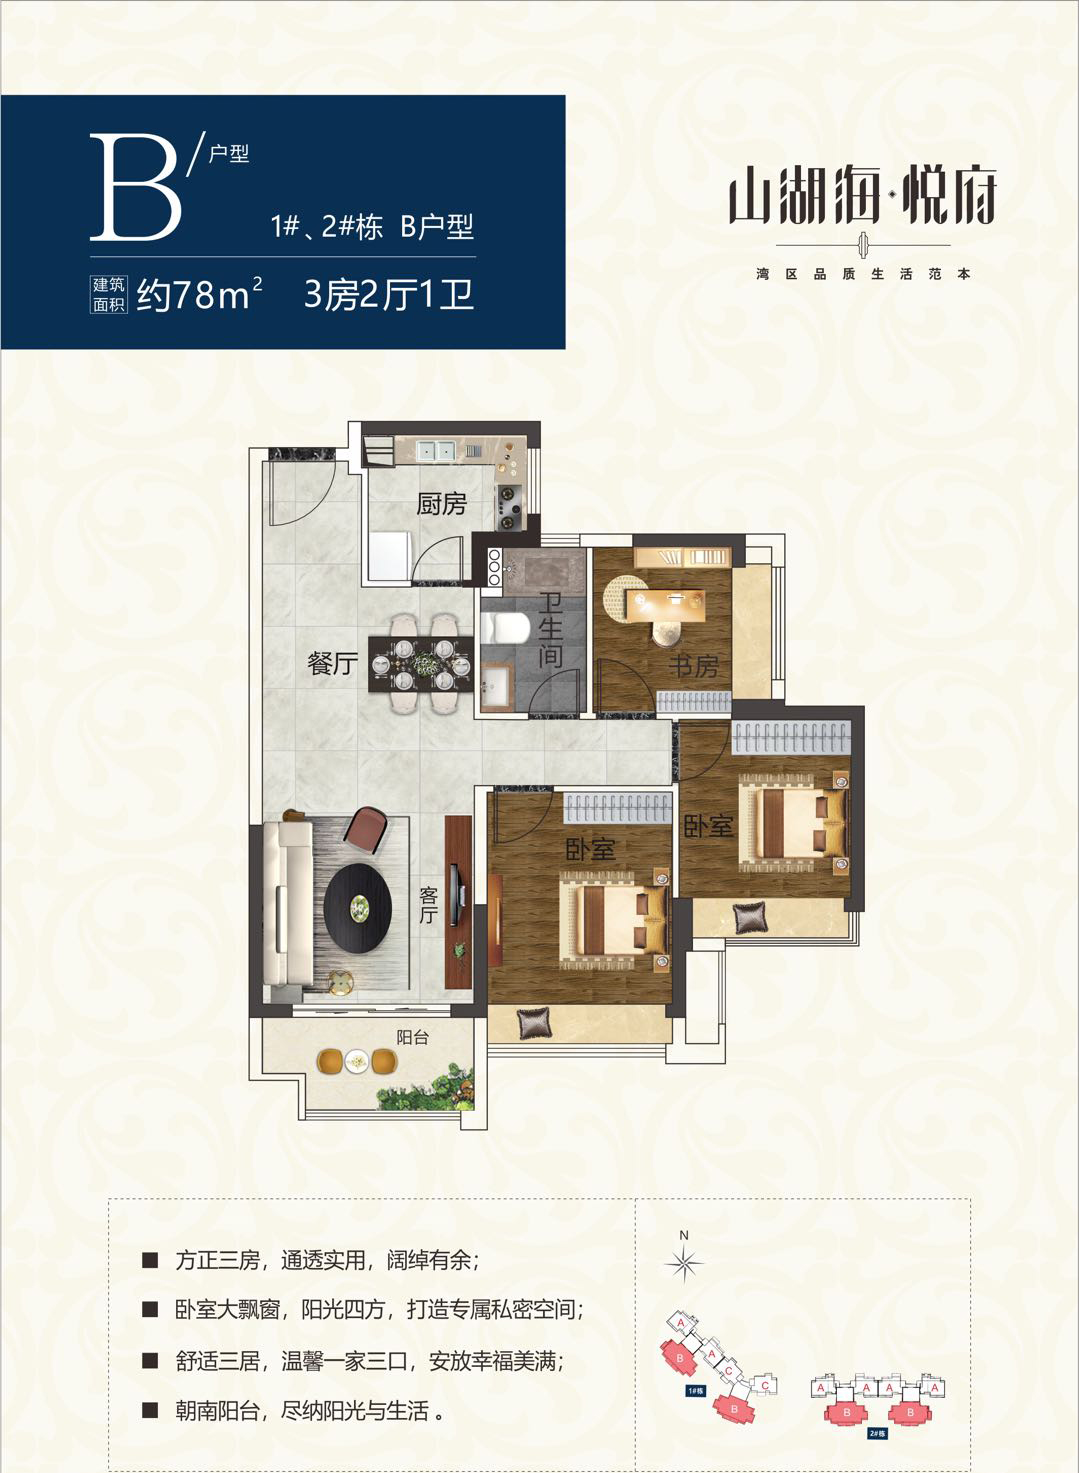 B/户型
1#、2#栋 B户型
建筑面积 约78m² 3房2厅1卫
山湖海·悦府
湾区品质生活范本
厨房
卫生间
书房
餐厅
卧室
卧室
客厅
阳台
■ 方正三房，通透实用，阔绰有余；
■ 卧室大飘窗，阳光四方，打造专属私密空间；
■ 舒适三居，温馨一家三口，安放幸福美满；
■ 朝南阳台，尽纳阳光与生活。
N
A
B
A
C
C
B
1#栋
A
A
A
A
B
B
2#栋